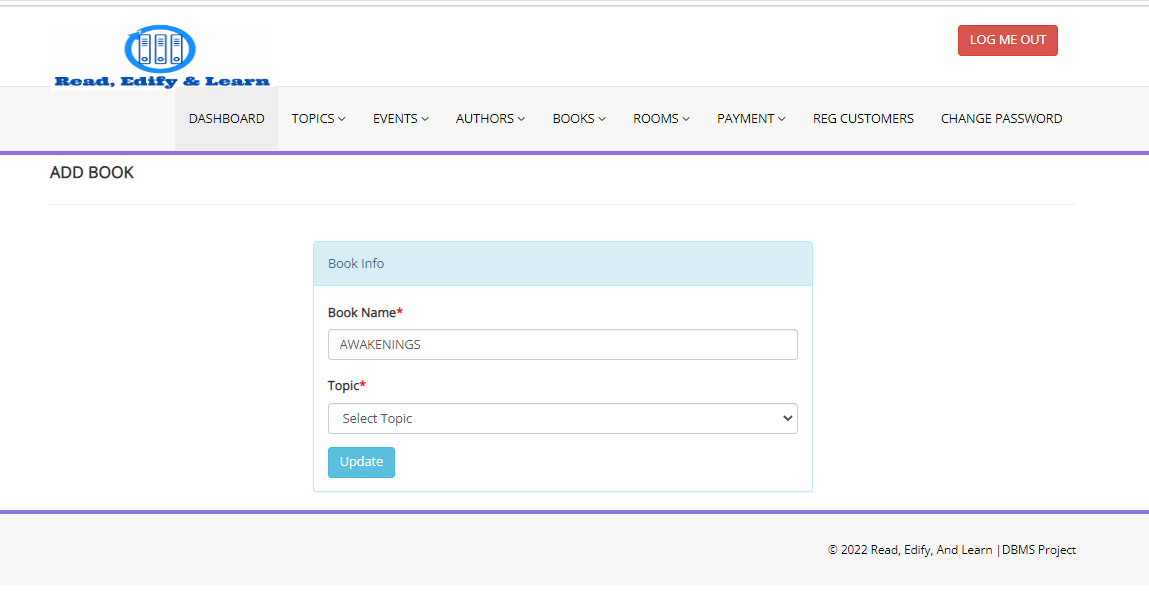 Read, Edify & Learn
LOG ME OUT
DASHBOARD TOPICS EVENTS AUTHORS BOOKS ROOMS PAYMENT REG CUSTOMERS CHANGE PASSWORD
ADD BOOK
Book Info
Book Name*
AWAKENINGS
Topic*
Select Topic
Update
© 2022 Read, Edify, And Learn |DBMS Project